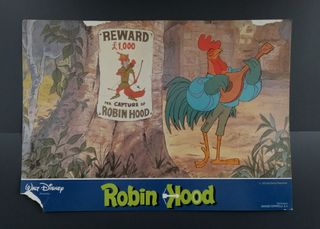 REWARD
£1,000
FOR CAPTURE OF
ROBIN HOOD
WALT DISNEY
Robin Hood